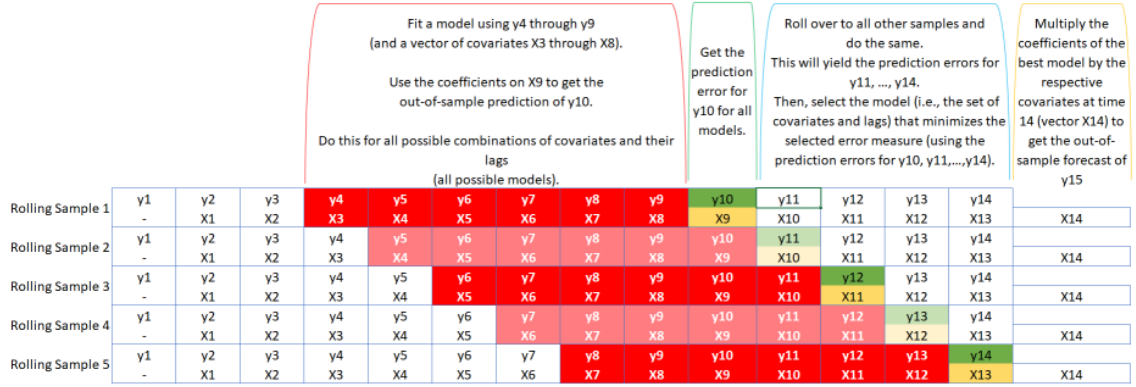 Fit a model using y4 through y9
(and a vector of covariates X3 through X8).
Use the coefficients on X9 to get the
out-of-sample prediction of y10.
Do this for all possible combinations of covariates and their
lags
(all possible models).
Get the
prediction
error for
y10 for all
models.
Roll over to all other samples and
do the same.
This will yield the prediction errors for
y11, ..., y14.
Then, select the model (i.e., the set of
covariates and lags) that minimizes the
selected error measure (using the
prediction errors for y10, y11,...,y14).
Multiply the
coefficients of the
best model by the
respective
covariates at time
14 (vector X14) to
get the out-of-
sample forecast of
y15
Rolling Sample 1
y1 y2 y3 y4 y5 y6 y7 y8 y9 y10 y11 y12 y13 y14
- X1 X2 X3 X4 X5 X6 X7 X8 X9 X10 X11 X12 X13 X14
Rolling Sample 2
y1 y2 y3 y4 y5 y6 y7 y8 y9 y10 y11 y12 y13 y14
- X1 X2 X3 X4 X5 X6 X7 X8 X9 X10 X11 X12 X13 X14
Rolling Sample 3
y1 y2 y3 y4 y5 y6 y7 y8 y9 y10 y11 y12 y13 y14
- X1 X2 X3 X4 X5 X6 X7 X8 X9 X10 X11 X12 X13 X14
Rolling Sample 4
y1 y2 y3 y4 y5 y6 y7 y8 y9 y10 y11 y12 y13 y14
- X1 X2 X3 X4 X5 X6 X7 X8 X9 X10 X11 X12 X13 X14
Rolling Sample 5
y1 y2 y3 y4 y5 y6 y7 y8 y9 y10 y11 y12 y13 y14
- X1 X2 X3 X4 X5 X6 X7 X8 X9 X10 X11 X12 X13 X14